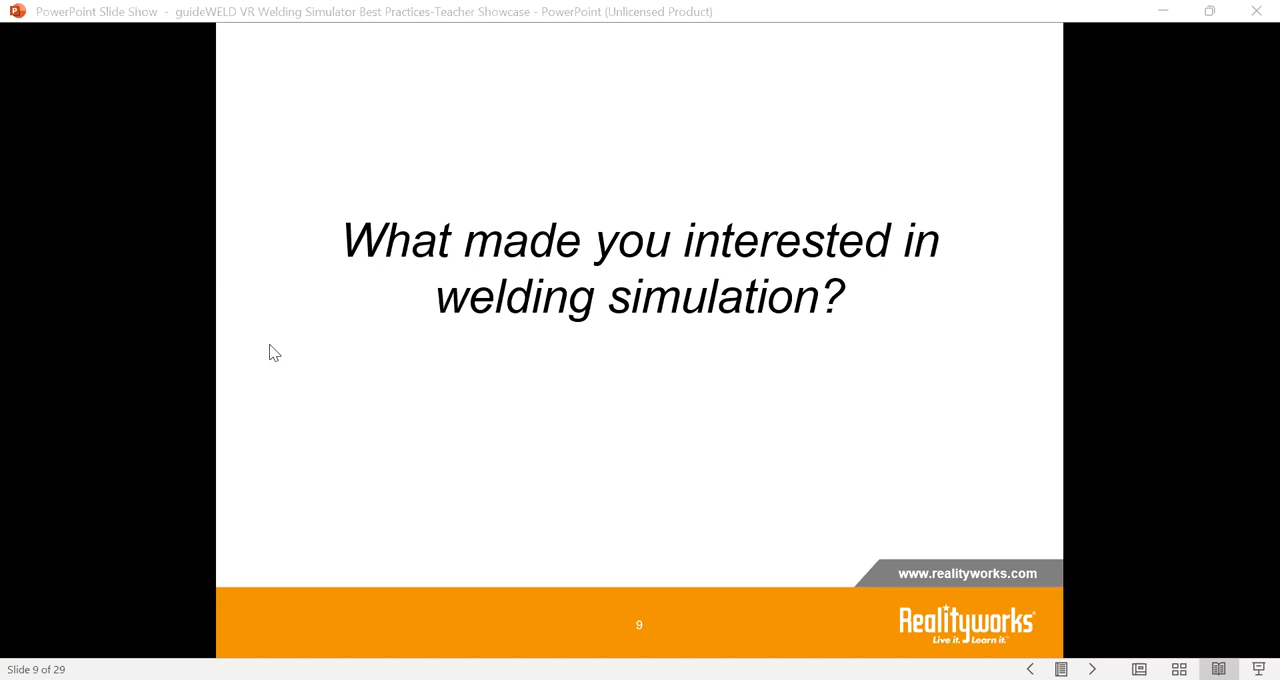 PowerPoint Slide Show - guideWELD VR Welding Simulator Best Practices-Teacher Showcase - PowerPoint (Unlicensed Product)
What made you interested in
welding simulation?
www.realityworks.com
9
Realityworks®
Live it. Learn it.™
Slide 9 of 29